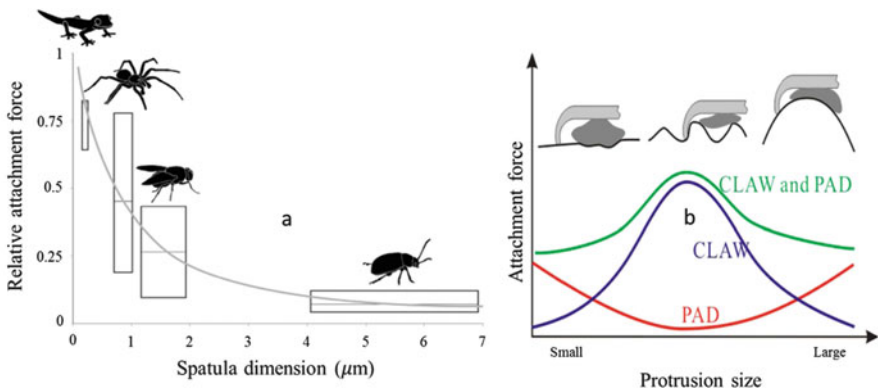 Relative attachment force
1
0.75
0.5
0.25
0
a
0 1 2 3 4 5 6 7
Spatula dimension (μm)
Attachment force
CLAW and PAD
b
CLAW
PAD
Small Large
Protrusion size